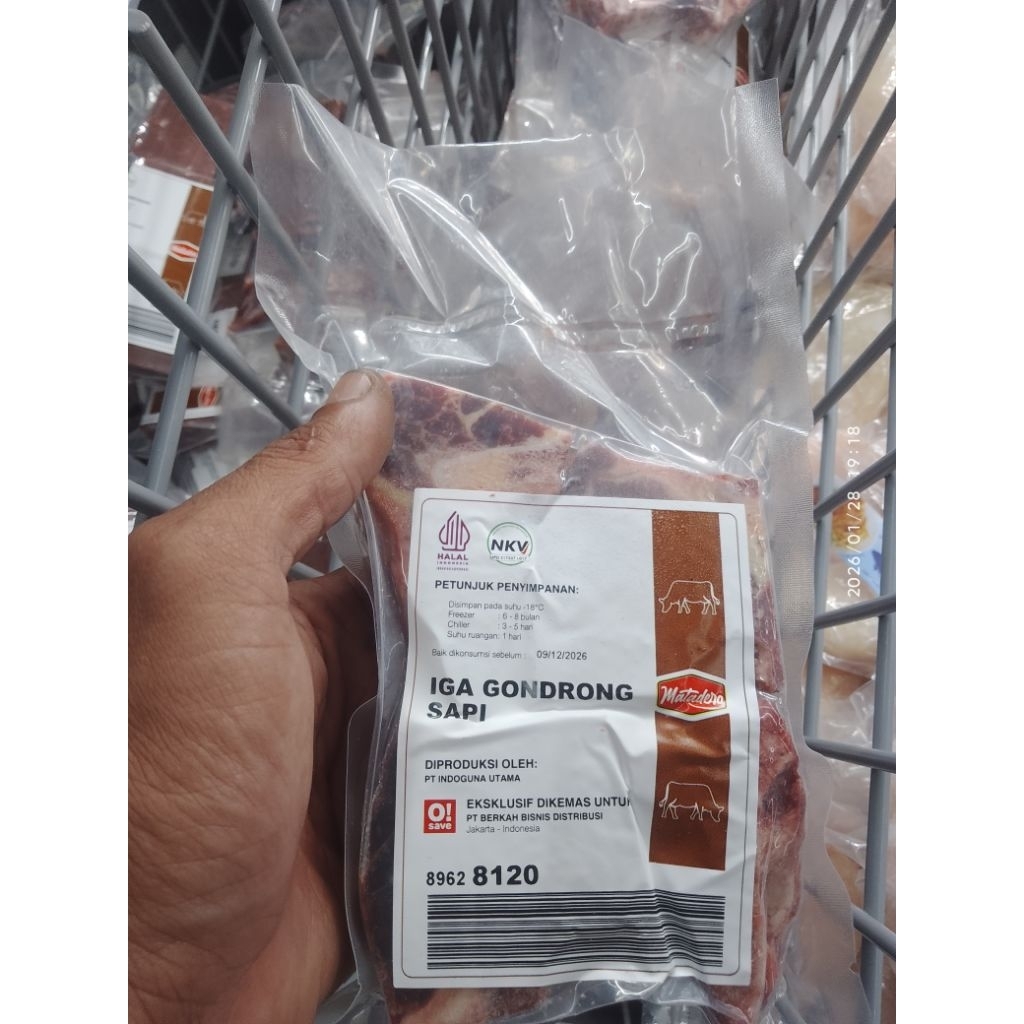 HALAL
INDONESIA
NKV
PETUNJUK PENYIMPANAN:
Disimpan pada suhu -18°C
Freezer : 6 - 8 bulan
Chiller : 3 - 5 hari
Suhu ruangan: 1 hari
Baik dikonsumsi sebelum : 09/12/2026
IGA GONDRONG
SAPI
Matadera
DIPRODUKSI OLEH:
PT INDOGUNA UTAMA
O!
save
EKSKLUSIF DIKEMAS UNTU
PT BERKAH BISNIS DISTRIBUSI
Jakarta - Indonesia
8962 8120
2026/01/28 19:18